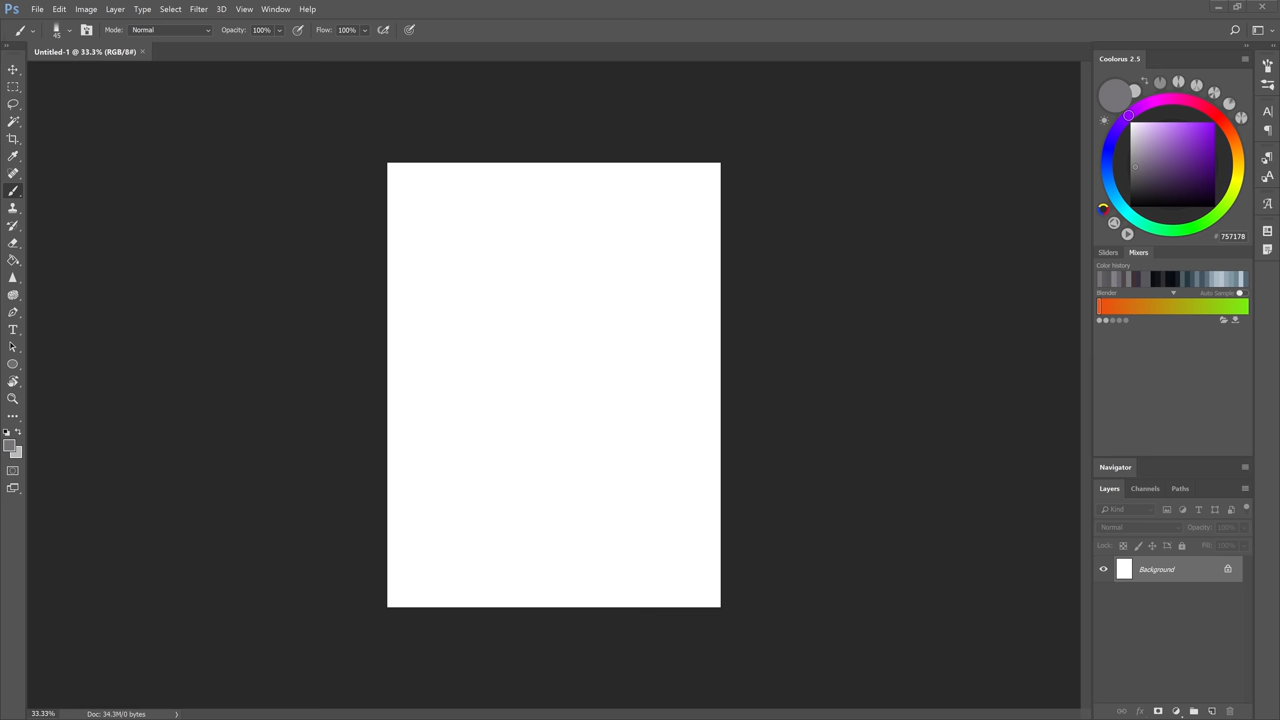 Ps File Edit Image Layer Type Select Filter 3D View Window Help
45 Mode: Normal Opacity: 100% Flow: 100%
Untitled-1 @ 33.3% (RGB/8#) ×
Coolorus 2.5
# 757178
Sliders Mixers
Color history
Blender Auto Sample
Navigator
Layers Channels Paths
Kind
Normal Opacity: 100%
Lock: Fill: 100%
Background
fx
33.33% Doc: 34.3M/0 bytes